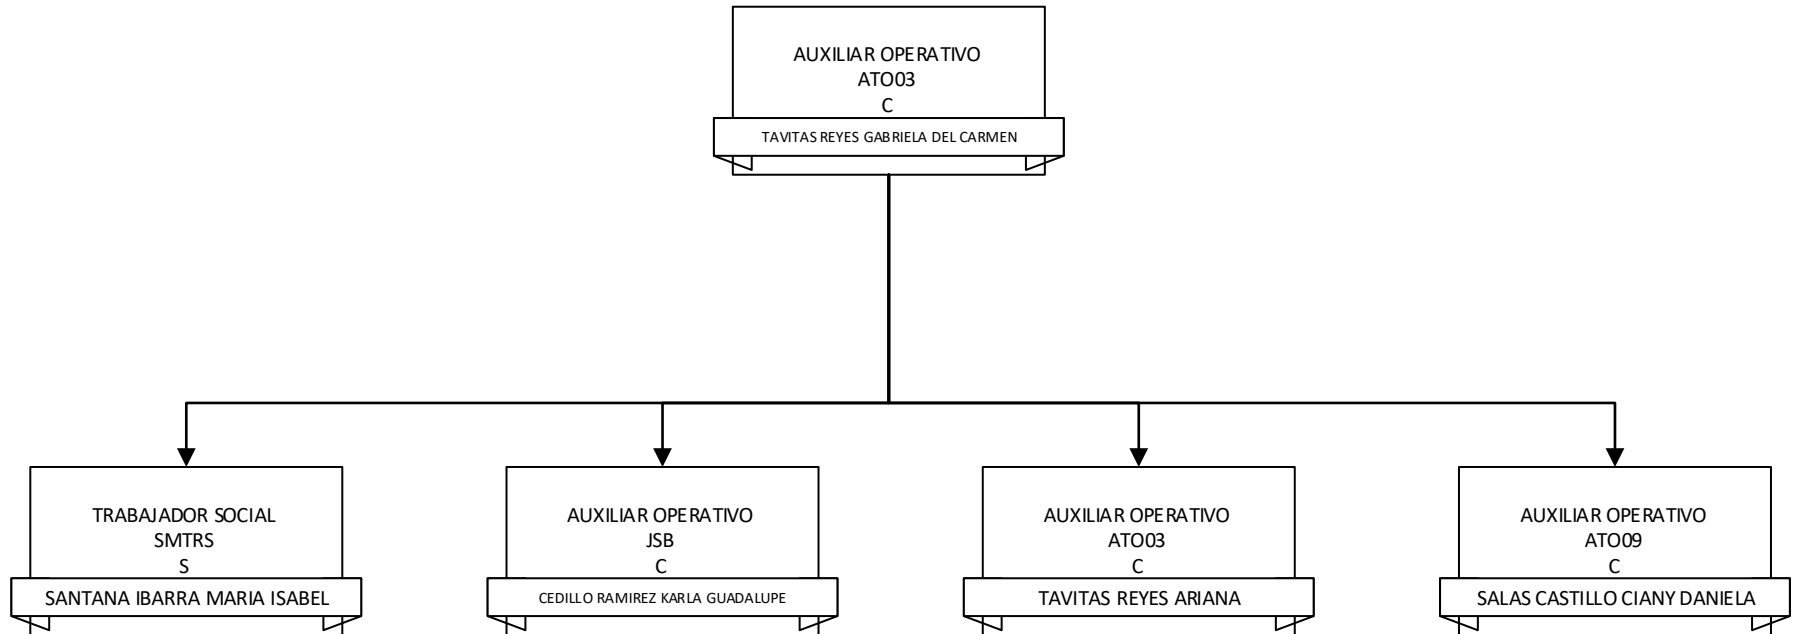 AUXILIAR OPERATIVO
ATO03
C
TAVITAS REYES GABRIELA DEL CARMEN
TRABAJADOR SOCIAL
SMTRS
S
SANTANA IBARRA MARIA ISABEL
AUXILIAR OPERATIVO
JSB
C
CEDILLO RAMIREZ KARLA GUADALUPE
AUXILIAR OPERATIVO
ATO03
C
TAVITAS REYES ARIANA
AUXILIAR OPERATIVO
ATO09
C
SALAS CASTILLO CIANY DANIELA